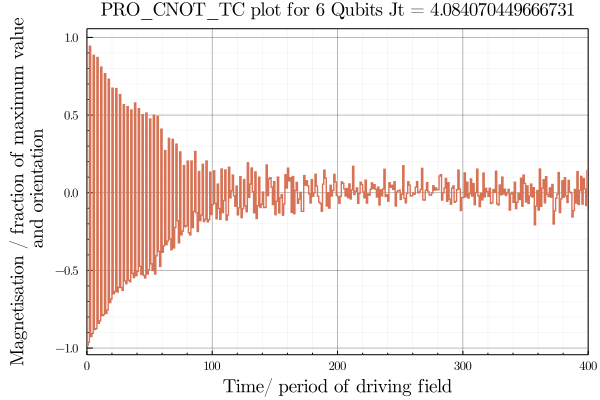 PRO_CNOT_TC plot for 6 Qubits Jt = 4.084070449666731
Magnetisation / fraction of maximum value
and orientation
1.0
0.5
0.0
−0.5
−1.0
0
100
200
300
400
Time/ period of driving field